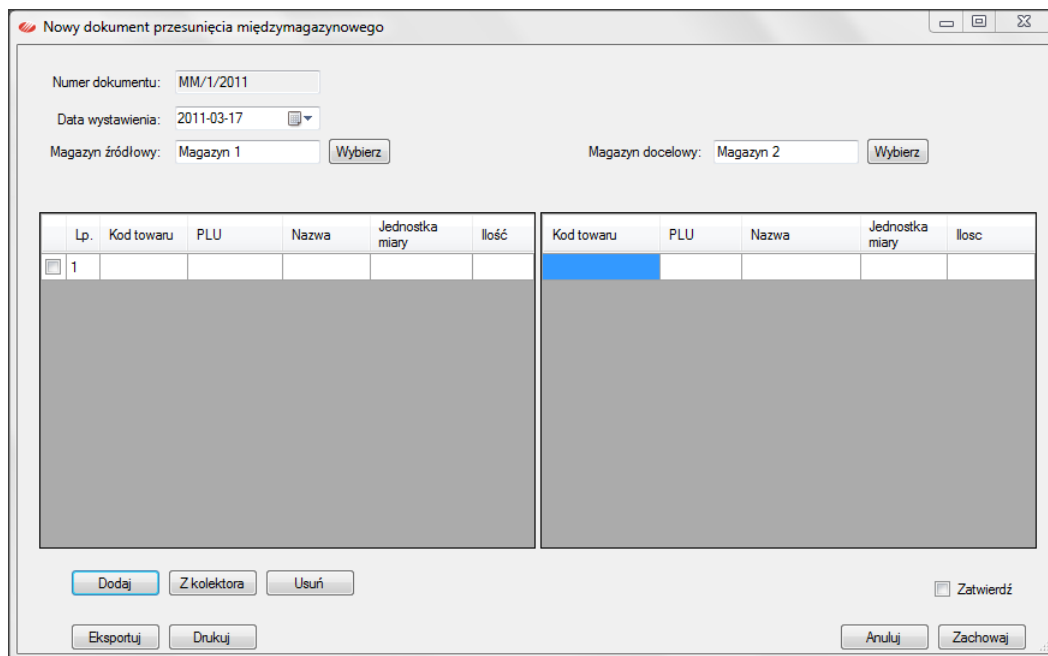 Nowy dokument przesunięcia międzymagazynowego
Numer dokumentu: MM/1/2011
Data wystawienia: 2011-03-17
Magazyn źródłowy: Magazyn 1 Wybierz Magazyn docelowy: Magazyn 2 Wybierz
Lp. Kod towaru PLU Nazwa Jednostka miary Ilość Kod towaru PLU Nazwa Jednostka miary Ilosc
1
Dodaj Z kolektora Usuń
Zatwierdź
Eksportuj Drukuj Anuluj Zachowaj